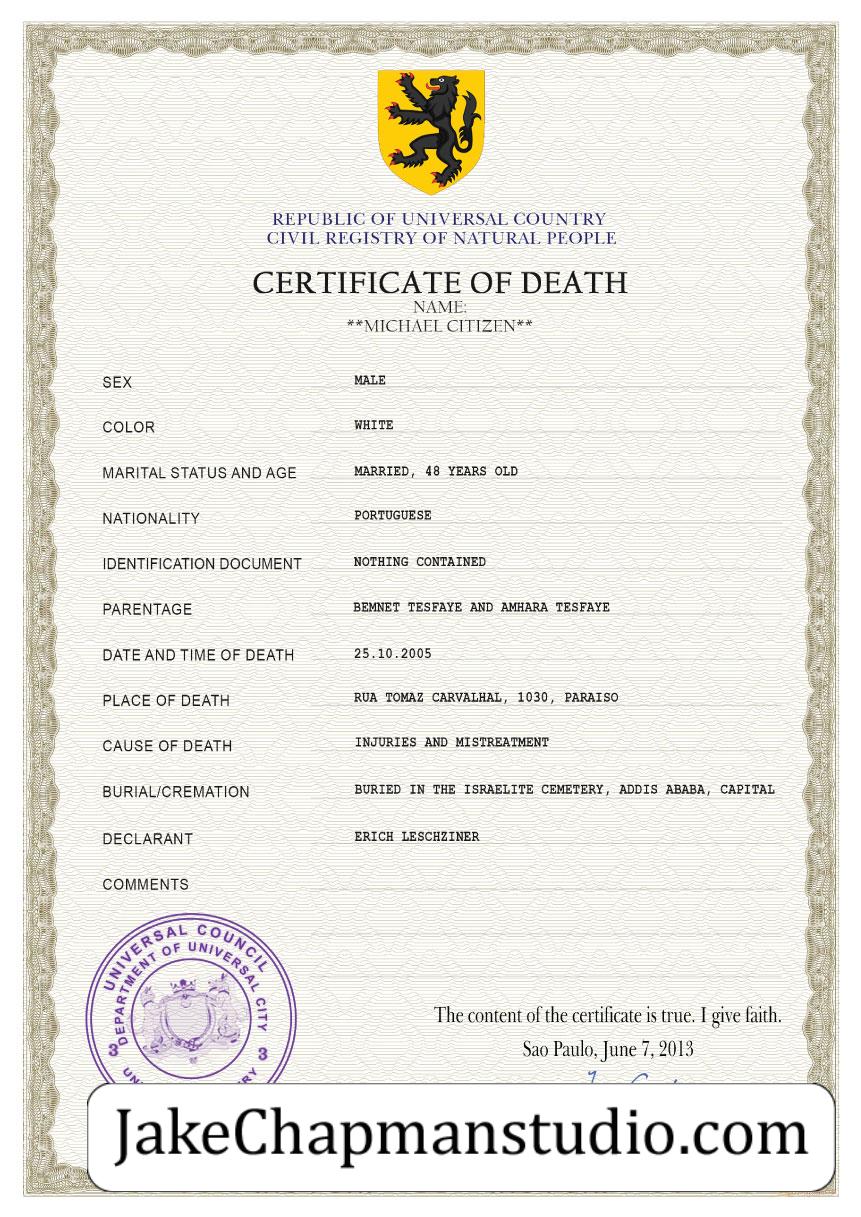 REPUBLIC OF UNIVERSAL COUNTRY
CIVIL REGISTRY OF NATURAL PEOPLE
CERTIFICATE OF DEATH
NAME:
**MICHAEL CITIZEN**
SEX MALE
COLOR WHITE
MARITAL STATUS AND AGE MARRIED, 48 YEARS OLD
NATIONALITY PORTUGUESE
IDENTIFICATION DOCUMENT NOTHING CONTAINED
PARENTAGE BEMNET TESFAYE AND AMHARA TESFAYE
DATE AND TIME OF DEATH 25.10.2005
PLACE OF DEATH RUA TOMAZ CARVALHAL, 1030, PARAISO
CAUSE OF DEATH INJURIES AND MISTREATMENT
BURIAL/CREMATION BURIED IN THE ISRAELITE CEMETERY, ADDIS ABABA, CAPITAL
DECLARANT ERICH LESCHZINER
COMMENTS
UNIVERSAL COUNCIL
DEPARTMENT OF UNIVERSAL CITY
3 3
The content of the certificate is true. I give faith.
Sao Paulo, June 7, 2013
JakeChapmanstudio.com